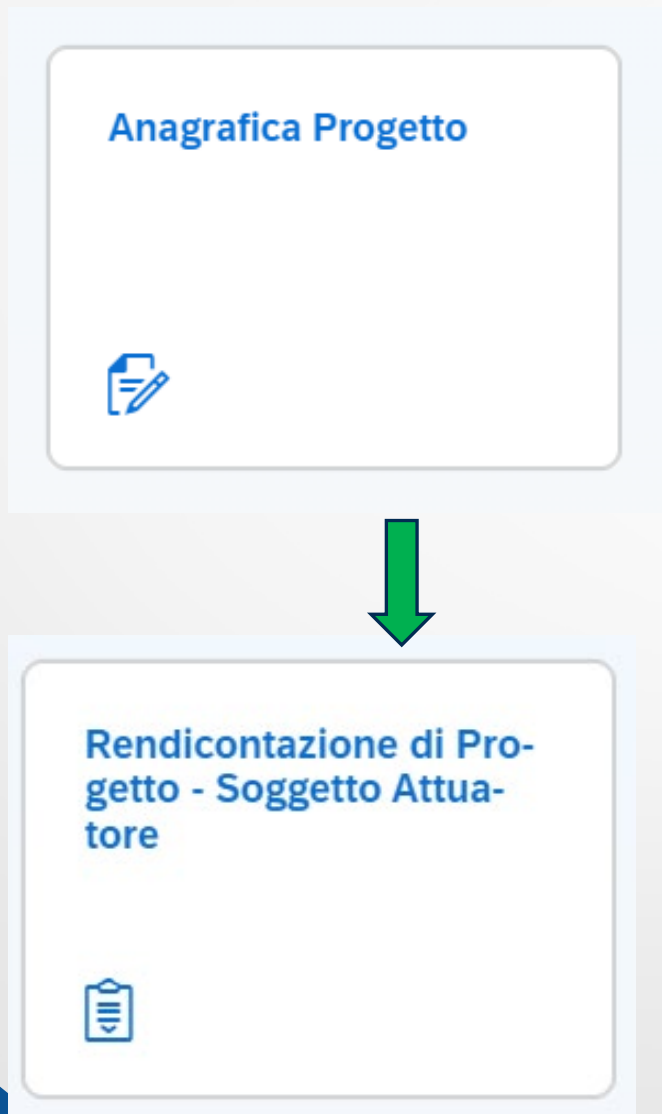 Anagrafica Progetto
Rendicontazione di Pro-
getto - Soggetto Attua-
tore